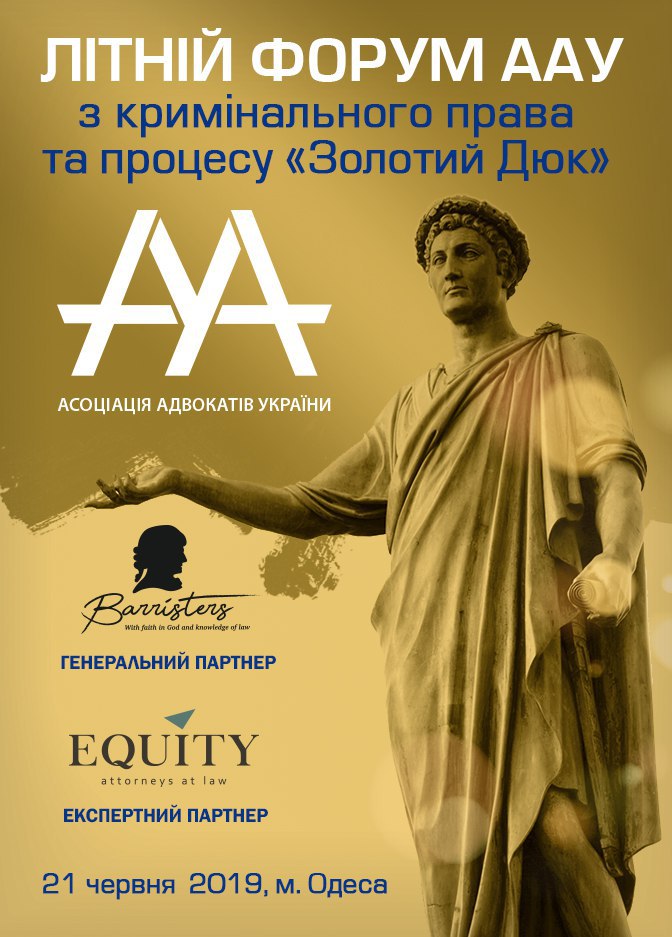 ЛІТНІЙ ФОРУМ ААУ
з кримінального права
та процесу «Золотий Дюк»
ААУ
АСОЦІАЦІЯ АДВОКАТІВ УКРАЇНИ
Barristers
With faith in God and knowledge of law
ГЕНЕРАЛЬНИЙ ПАРТНЕР
EQUITY
attorneys at law
ЕКСПЕРТНИЙ ПАРТНЕР
21 червня 2019, м. Одеса